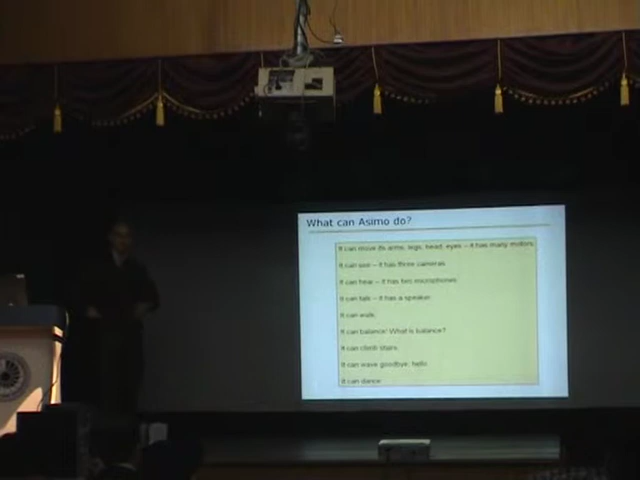 What can Asimo do?
It can move its arms, legs, head, eyes – it has many motors
It can see – it has three cameras
It can hear – it has two microphones
It can talk – it has a speaker
It can walk
It can balance! What is balance?
It can climb stairs
It can wave goodbye, hello
It can dance